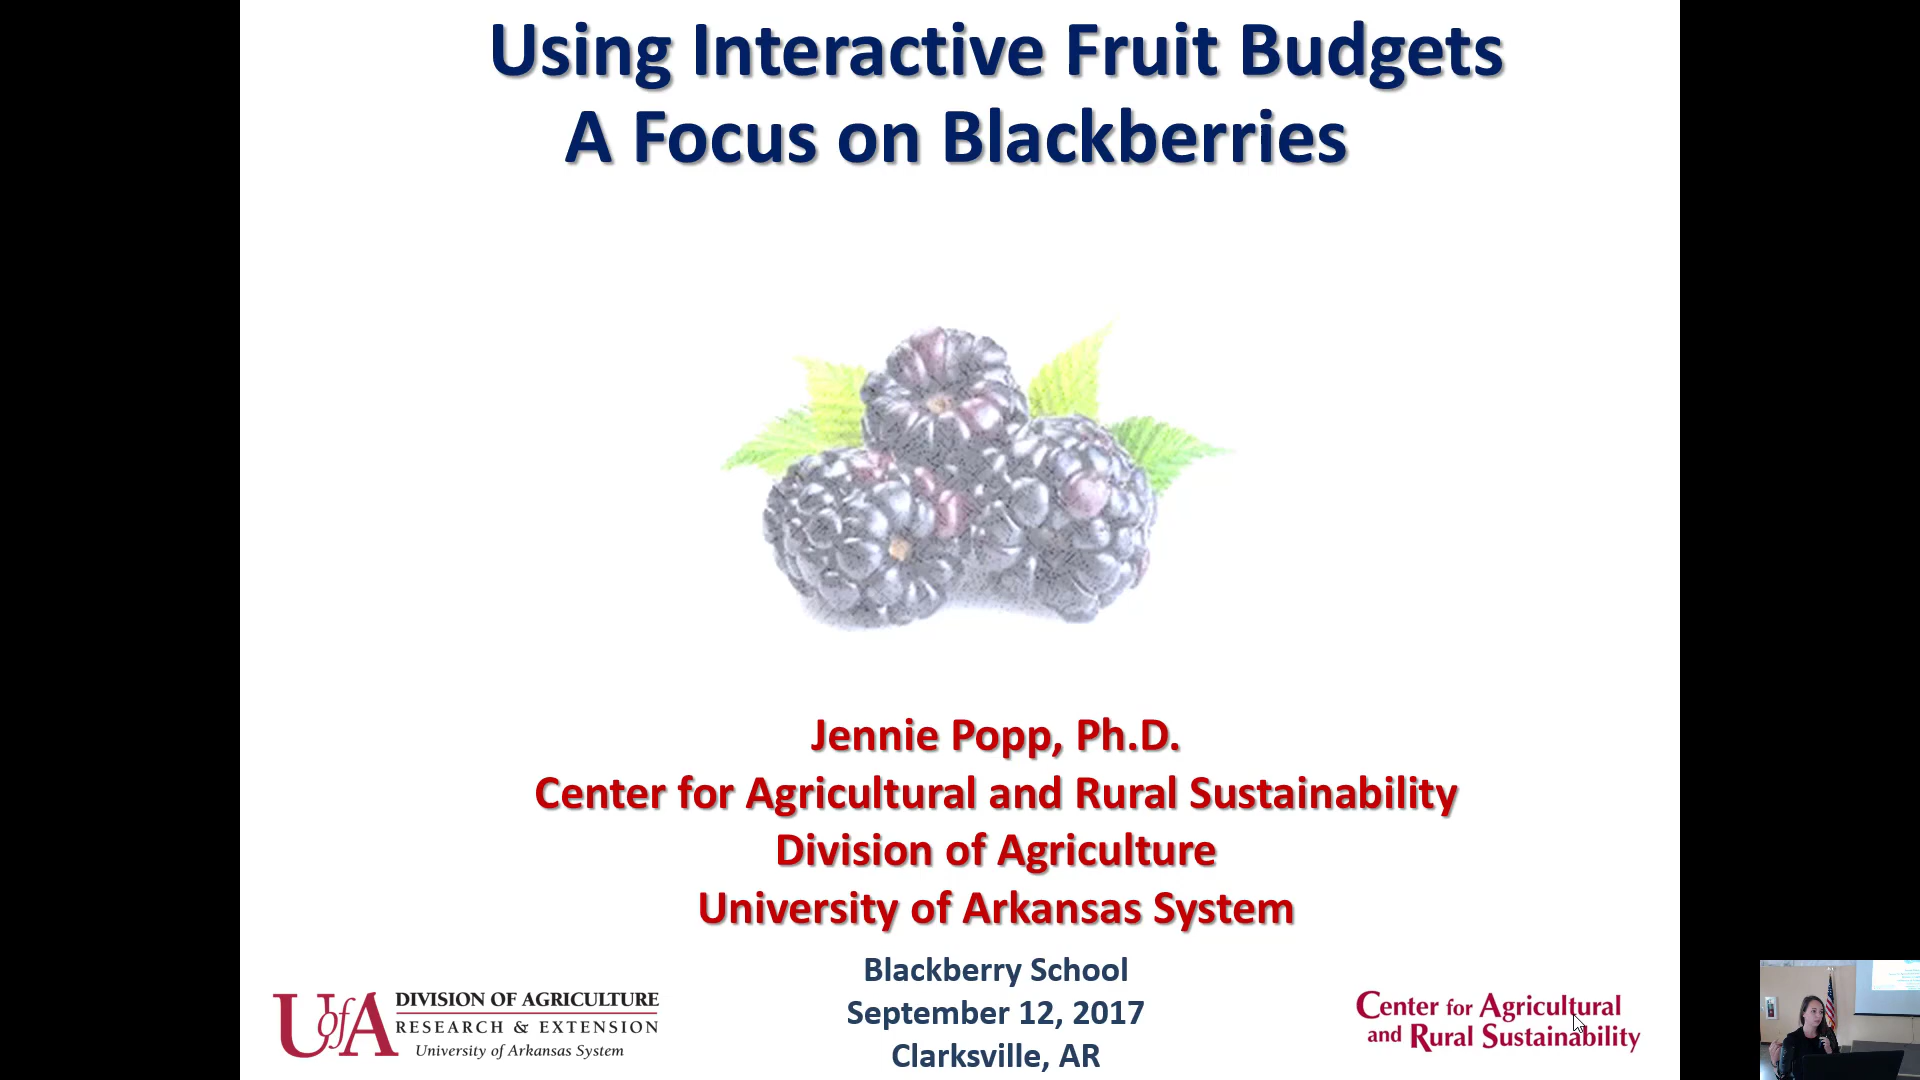 Using Interactive Fruit Budgets
A Focus on Blackberries
Jennie Popp, Ph.D.
Center for Agricultural and Rural Sustainability
Division of Agriculture
University of Arkansas System
Blackberry School
September 12, 2017
Clarksville, AR
UofA
DIVISION OF AGRICULTURE
RESEARCH & EXTENSION
University of Arkansas System
Center for Agricultural
and Rural Sustainability